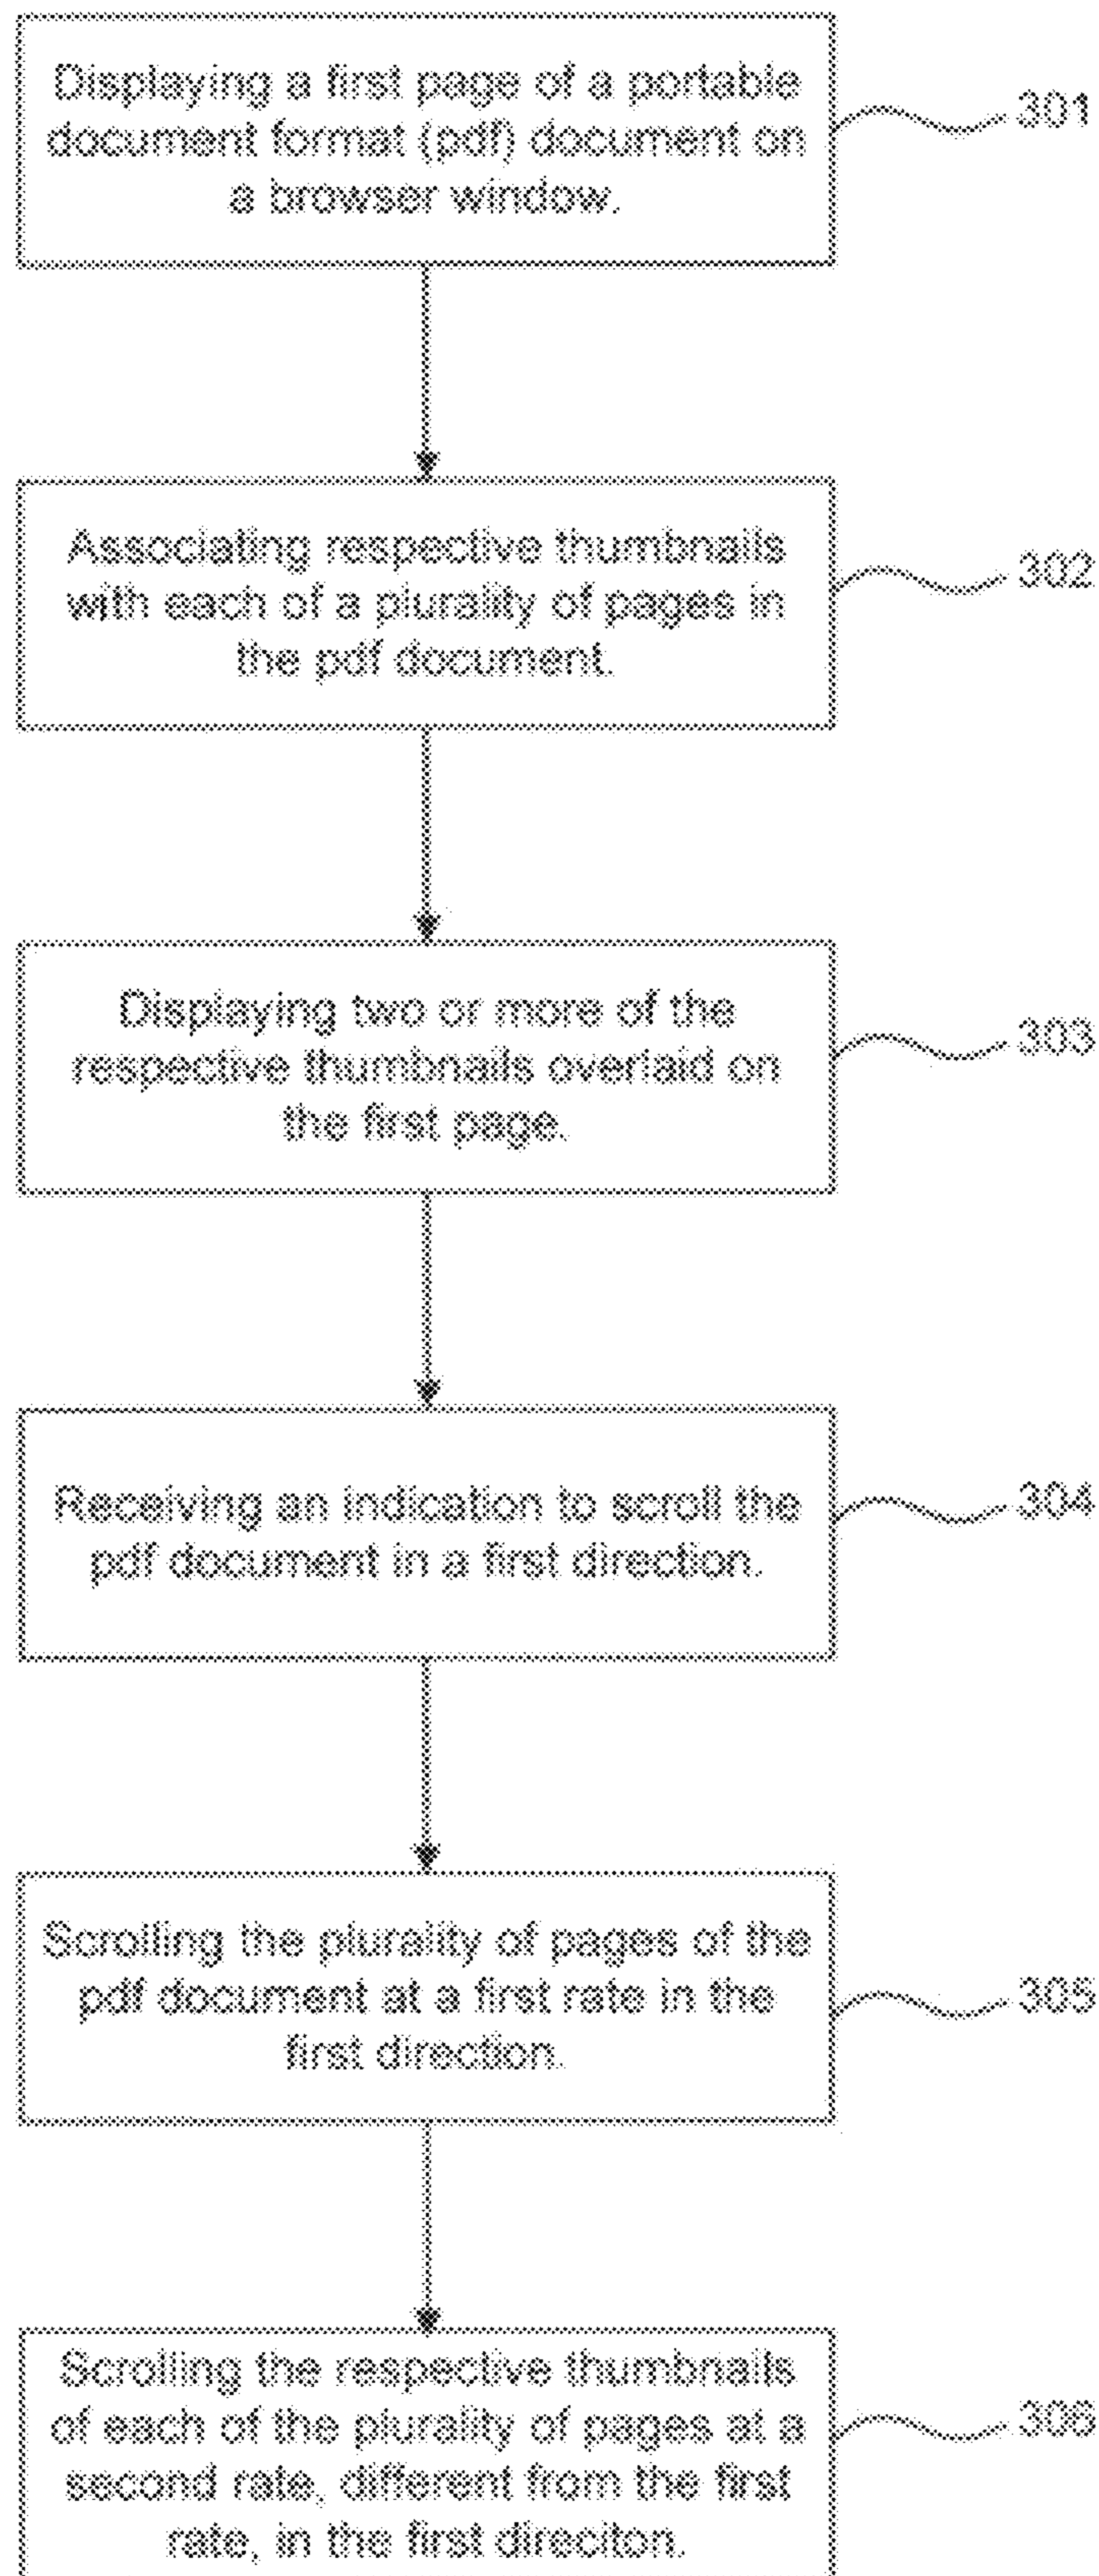 Displaying a first page of a portable
document format (pdf) document on
a browser window.
301
Associating respective thumbnails
with each of a plurality of pages in
the pdf document.
302
Displaying two or more of the
respective thumbnails overlaid on
the first page.
303
Receiving an indication to scroll the
pdf document in a first direction.
304
Scrolling the plurality of pages of the
pdf document at a first rate in the
first direction.
305
Scrolling the respective thumbnails
of each of the plurality of pages at a
second rate, different from the first
rate, in the first direciton.
306